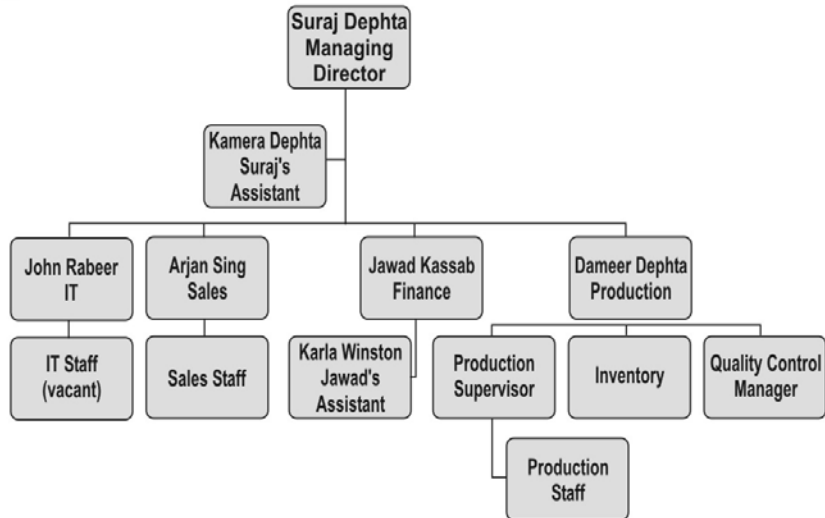 Suraj Dephta
Managing
Director
Kamera Dephta
Suraj's
Assistant
John Rabeer
IT
Arjan Sing
Sales
Jawad Kassab
Finance
Dameer Dephta
Production
IT Staff
(vacant)
Sales Staff
Karla Winston
Jawad's
Assistant
Production
Supervisor
Inventory
Quality Control
Manager
Production
Staff